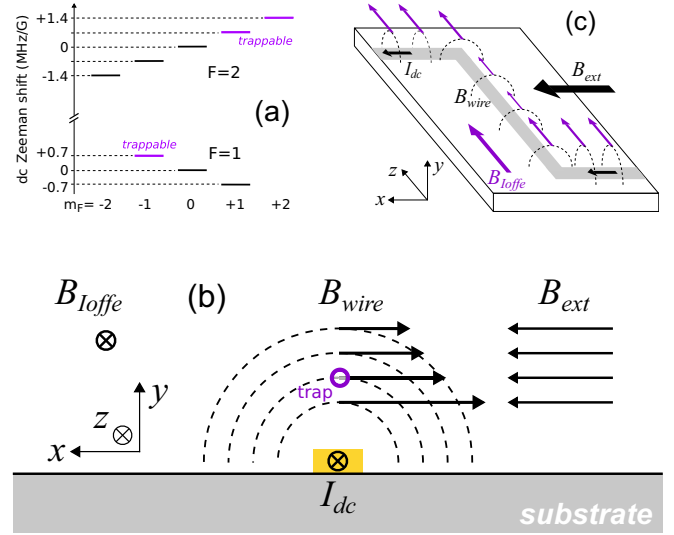 dc Zeeman shift (MHz/G)
+1.4
trappable
0
F=2
-1.4
(a)
trappable
+0.7
F=1
0
-0.7
m_F= -2 -1 0 +1 +2
(c)
I_dc
B_ext
B_wire
B_Ioffe
z y
x
(b)
B_Ioffe B_wire B_ext
trap
y
z
x
I_dc
substrate